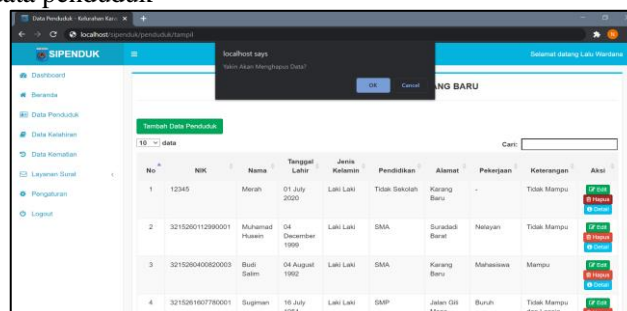 data penduduk
Data Penduduk - Kelurahan Kara
localhost/sipenduk/penduduk/tampil
SIPENDUK
localhost says
Yakin Akan Menghapus Data?
OK Cancel
Selamat datang Lalu Wardana
Dashboard
Beranda
Data Penduduk
Data Kelahiran
Data Kematian
Layanan Surat
Pengaturan
Logout
ANG BARU
Tambah Data Penduduk
10 data
Cari:
No NIK Nama Tanggal Lahir Jenis Kelamin Pendidikan Alamat Pekerjaan Keterangan Aksi
1 12345 Merah 01 July 2020 Laki Laki Tidak Sekolah Karang Baru - Tidak Mampu Edit Hapus Detail
2 3215260112990001 Muhamad Husein 04 December 1999 Laki Laki SMA Suradadi Barat Nelayan Tidak Mampu Edit Hapus Detail
3 3215260400820003 Budi Salim 04 August 1992 Laki Laki SMA Karang Baru Mahasiswa Mampu Edit Hapus Detail
4 3215261607780001 Sugiman 16 July Laki Laki SMP Jalan Gili Buruh Tidak Mampu Edit